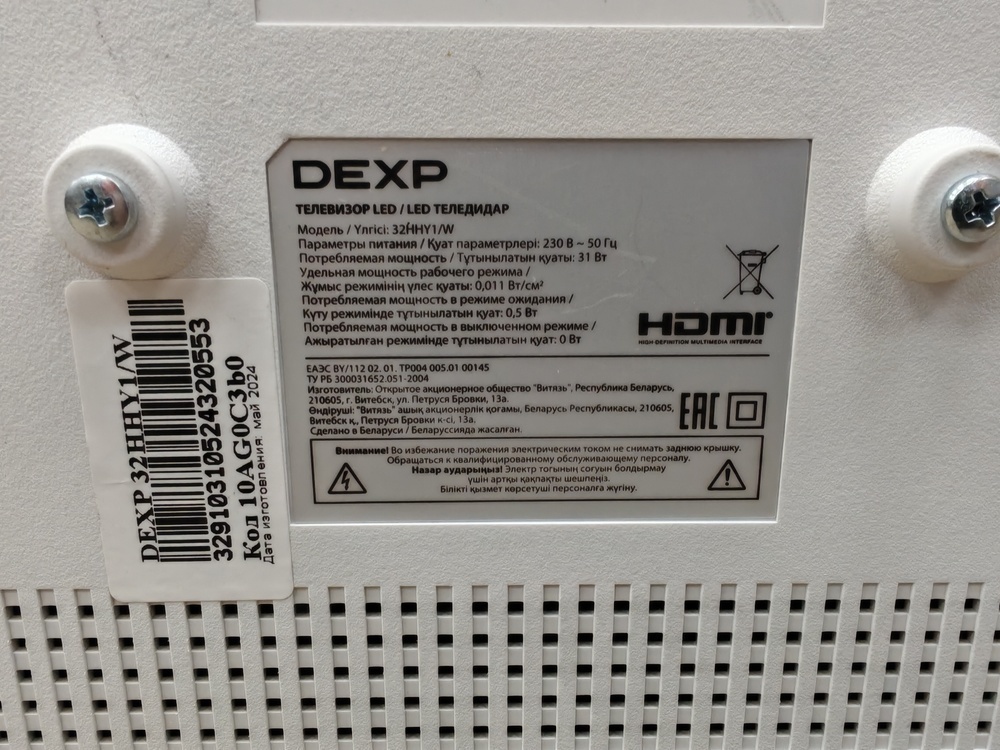 DEXP
ТЕЛЕВИЗОР LED / LED ТЕЛЕДИДАР
Модель / Үлгісі: 32HHY1/W
Параметры питания / Қуат параметрлері: 230 В ~ 50 Гц
Потребляемая мощность / Тұтынылатын қуаты: 31 Вт
Удельная мощность рабочего режима /
Жұмыс режимінің үлес қуаты: 0,011 Вт/см²
Потребляемая мощность в режиме ожидания /
Күту режимінде тұтынылатын қуат: 0,5 Вт
Потребляемая мощность в выключенном режиме /
Ажыратылған режимінде тұтынылатын қуат: 0 Вт
HDMI
HIGH-DEFINITION MULTIMEDIA INTERFACE
ЕАЭС BY/112 02. 01. ТР004 005.01 00145
ТУ РБ 300031652.051-2004
Изготовитель: Открытое акционерное общество "Витязь", Республика Беларусь,
210605, г. Витебск, ул. Петруся Бровки, 13а.
Өндіруші: "Витязь" ашық акционерлік қоғамы, Беларусь Республикасы, 210605,
Витебск қ., Петруся Бровки к-сі, 13а.
Сделано в Беларуси / Беларуссияда жасалған.
EAC
Внимание! Во избежание поражения электрическим током не снимать заднюю крышку.
Обращаться к квалифицированному обслуживающему персоналу.
Назар аударыңыз! Электр тогының соғуын болдырмау
үшін артқы қақпақты шешпеңіз.
Білікті қызмет көрсетуші персоналға жүгіну.
DEXP 32HHY1/W
32910310524320553
Код 10AG0C3b0
Дата изготовления: май 2024